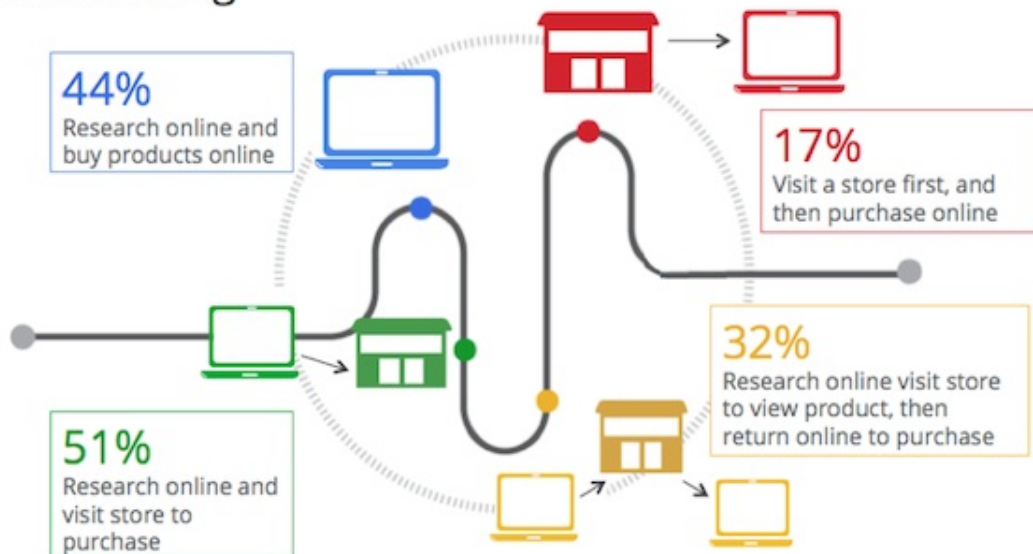 44%
Research online and
buy products online
17%
Visit a store first, and
then purchase online
32%
Research online visit store
to view product, then
return online to purchase
51%
Research online and
visit store to
purchase